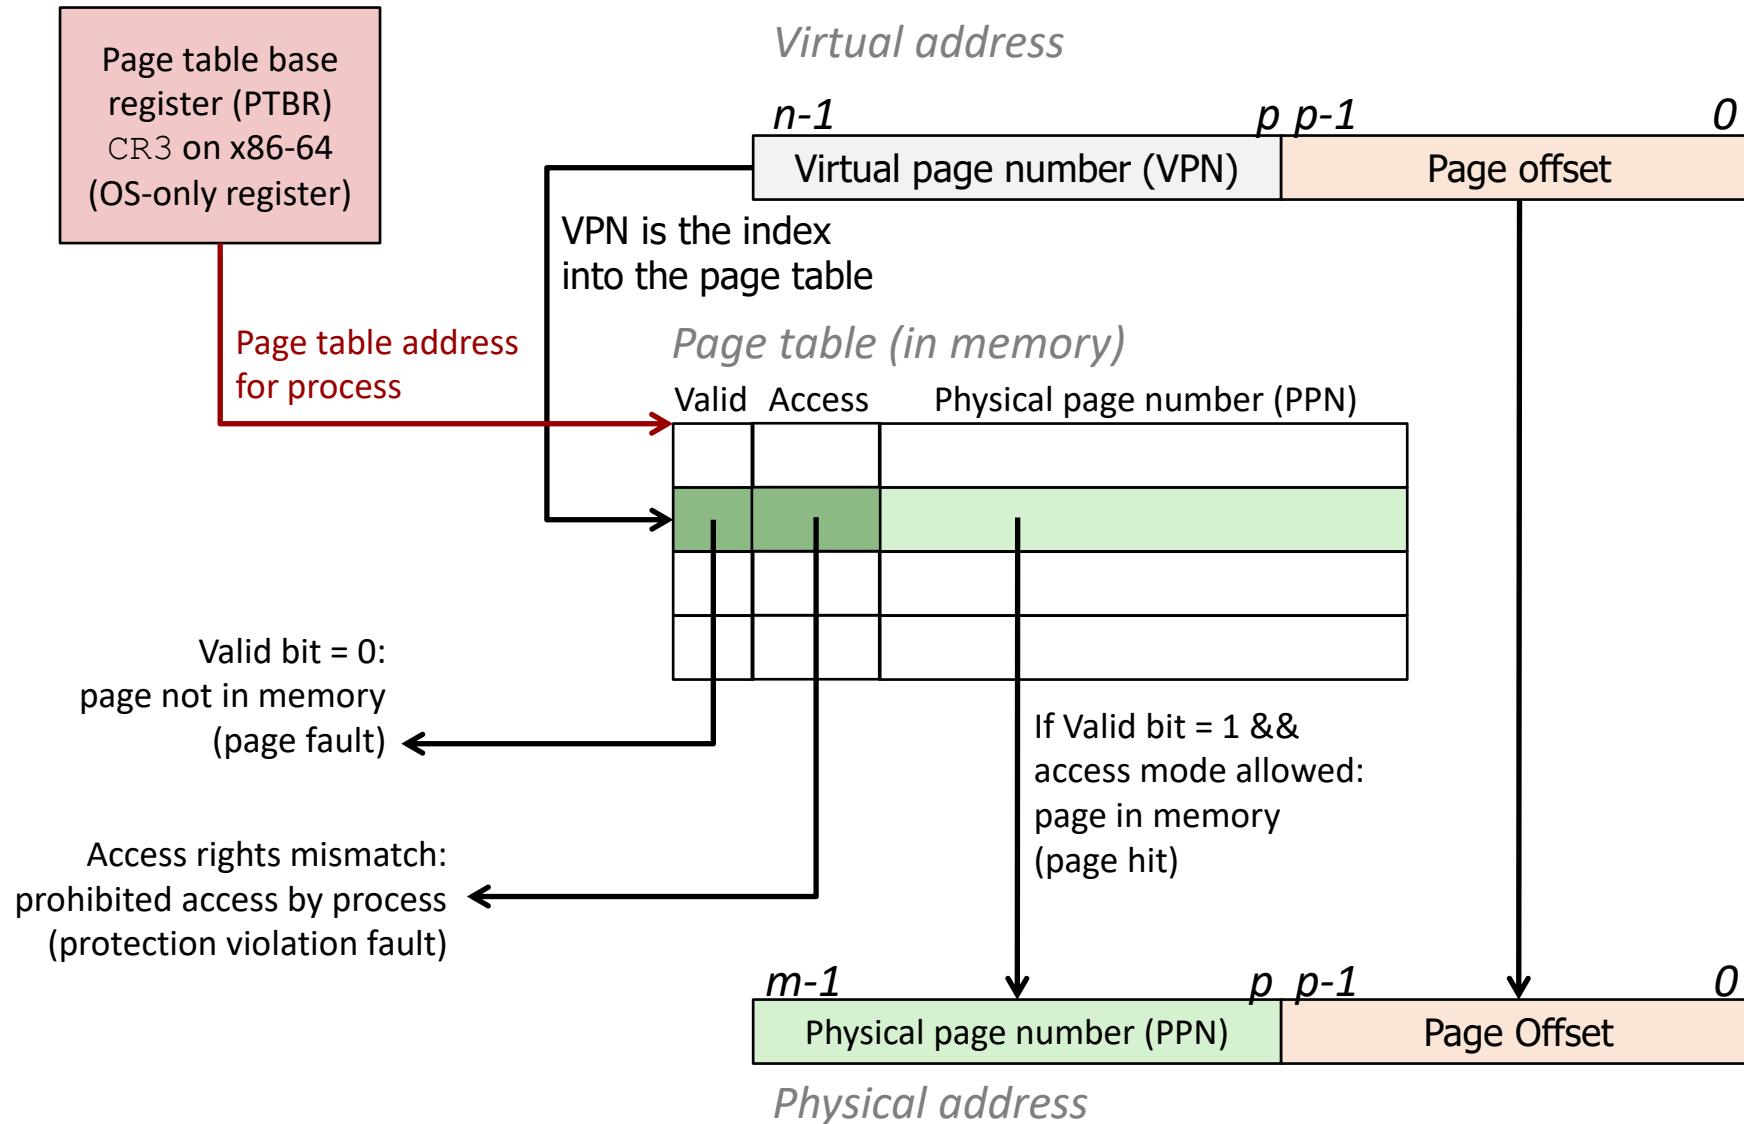 Page table base
register (PTBR)
CR3 on x86-64
(OS-only register)
Virtual address
n-1
p
p-1
0
Virtual page number (VPN)
Page offset
VPN is the index
into the page table
Page table address
for process
Page table (in memory)
Valid
Access
Physical page number (PPN)
Valid bit = 0:
page not in memory
(page fault)
If Valid bit = 1 &&
access mode allowed:
page in memory
(page hit)
Access rights mismatch:
prohibited access by process
(protection violation fault)
m-1
p
p-1
0
Physical page number (PPN)
Page Offset
Physical address